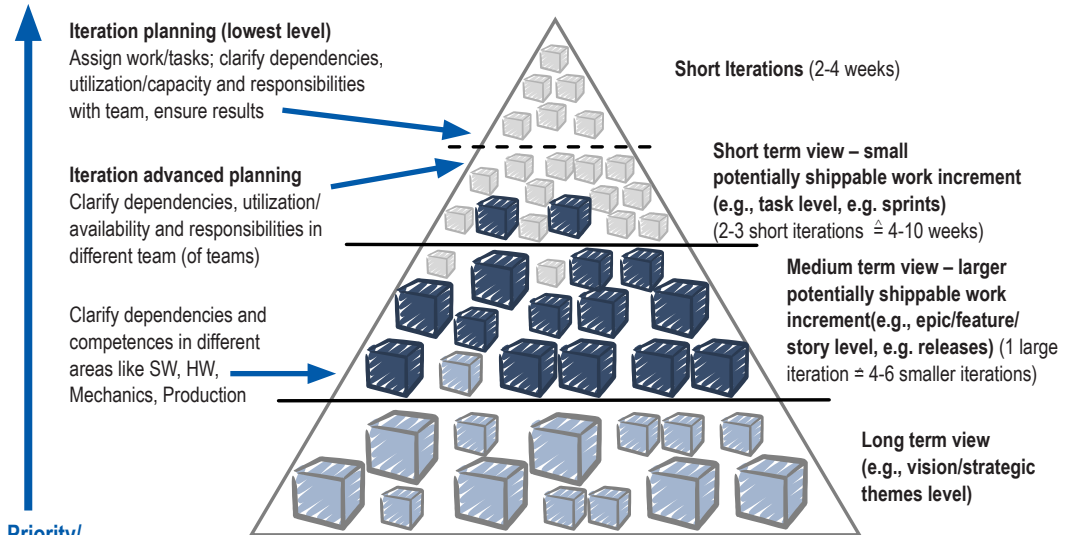 Iteration planning (lowest level)
Assign work/tasks; clarify dependencies,
utilization/capacity and responsibilities
with team, ensure results
Short Iterations (2-4 weeks)
Iteration advanced planning
Clarify dependencies, utilization/
availability and responsibilities in
different team (of teams)
Short term view – small
potentially shippable work increment
(e.g., task level, e.g. sprints)
(2-3 short iterations ≙ 4-10 weeks)
Clarify dependencies and
competences in different
areas like SW, HW,
Mechanics, Production
Medium term view – larger
potentially shippable work
increment(e.g., epic/feature/
story level, e.g. releases) (1 large
iteration ≙ 4-6 smaller iterations)
Long term view
(e.g., vision/strategic
themes level)
Priority/